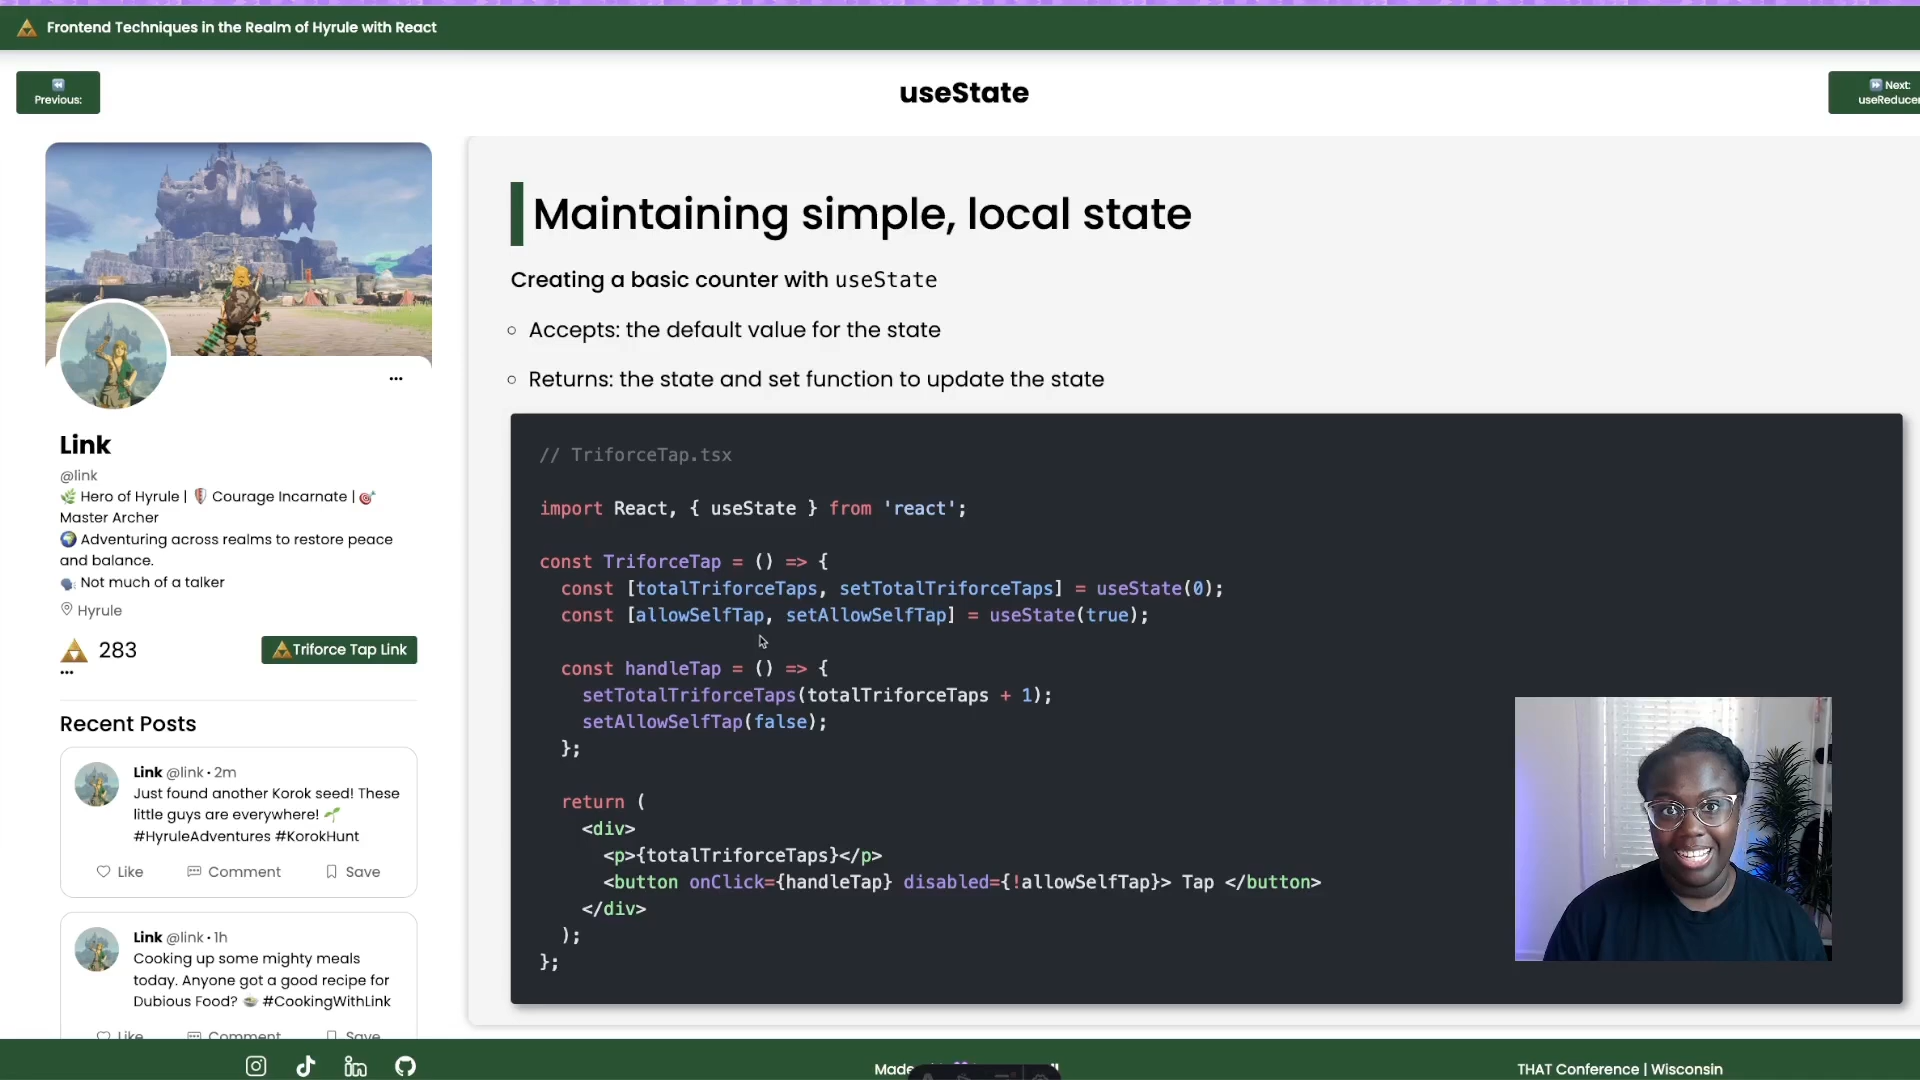 Frontend Techniques in the Realm of Hyrule with React
Previous:
useState
Next:
useReducer
Maintaining simple, local state
Creating a basic counter with useState
Accepts: the default value for the state
Returns: the state and set function to update the state
// TriforceTap.tsx
import React, { useState } from 'react';
const TriforceTap = () => {
const [totalTriforceTaps, setTotalTriforceTaps] = useState(0);
const [allowSelfTap, setAllowSelfTap] = useState(true);
const handleTap = () => {
setTotalTriforceTaps(totalTriforceTaps + 1);
setAllowSelfTap(false);
};
return (
<div>
<p>{totalTriforceTaps}</p>
<button onClick={handleTap} disabled={!allowSelfTap}> Tap </button>
</div>
);
};
Link
@link
Hero of Hyrule | Courage Incarnate |
Master Archer
Adventuring across realms to restore peace
and balance.
Not much of a talker
Hyrule
283
Triforce Tap Link
Recent Posts
Link @link • 2m
Just found another Korok seed! These
little guys are everywhere!
#HyruleAdventures #KorokHunt
Like Comment Save
Link @link • 1h
Cooking up some mighty meals
today. Anyone got a good recipe for
Dubious Food? #CookingWithLink
Like Comment Save
Made
THAT Conference | Wisconsin